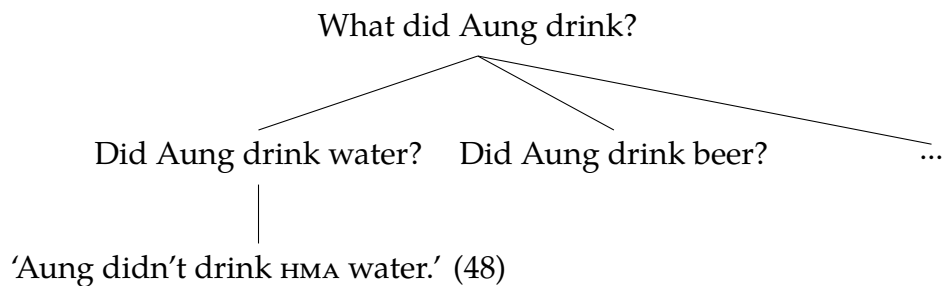 What did Aung drink?
Did Aung drink water? Did Aung drink beer? ...
'Aung didn't drink HMA water.' (48)